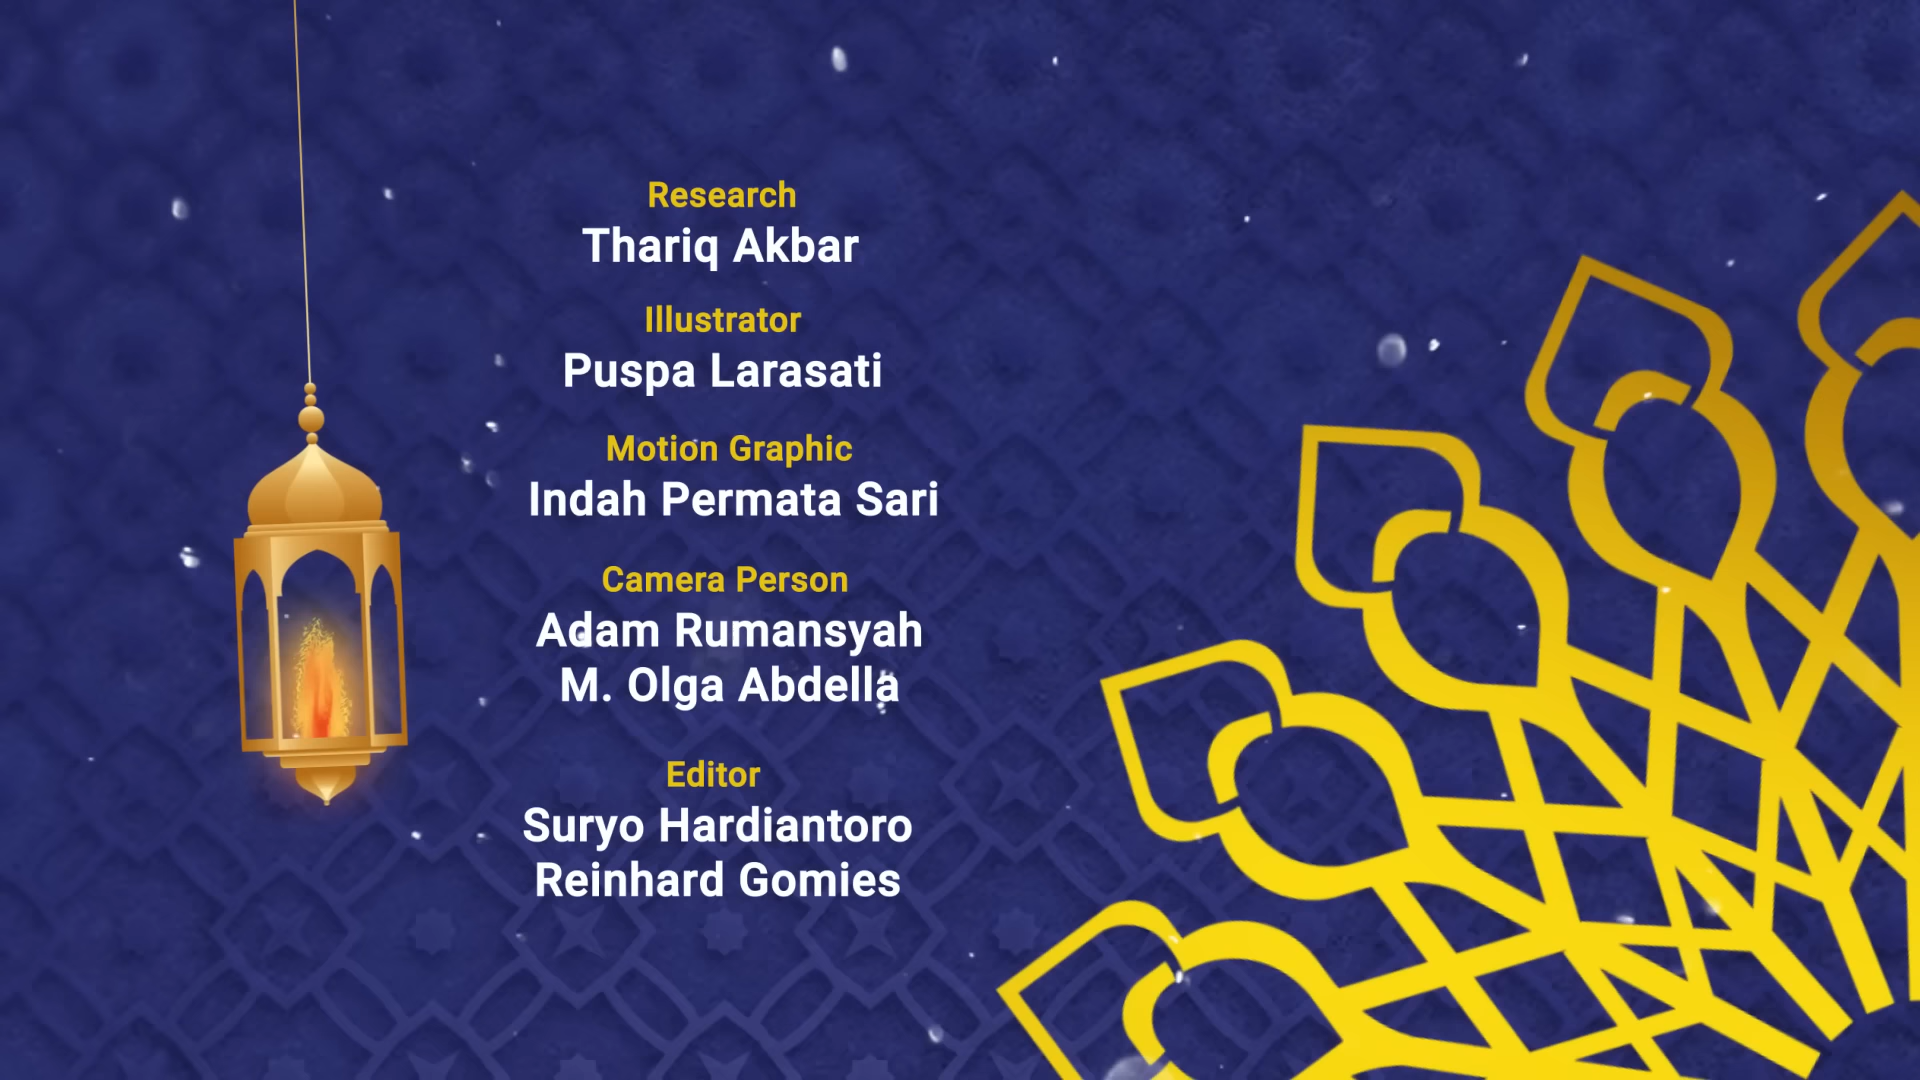 Research
Thariq Akbar
Illustrator
Puspa Larasati
Motion Graphic
Indah Permata Sari
Camera Person
Adam Rumansyah
M. Olga Abdella
Editor
Suryo Hardiantoro
Reinhard Gomies